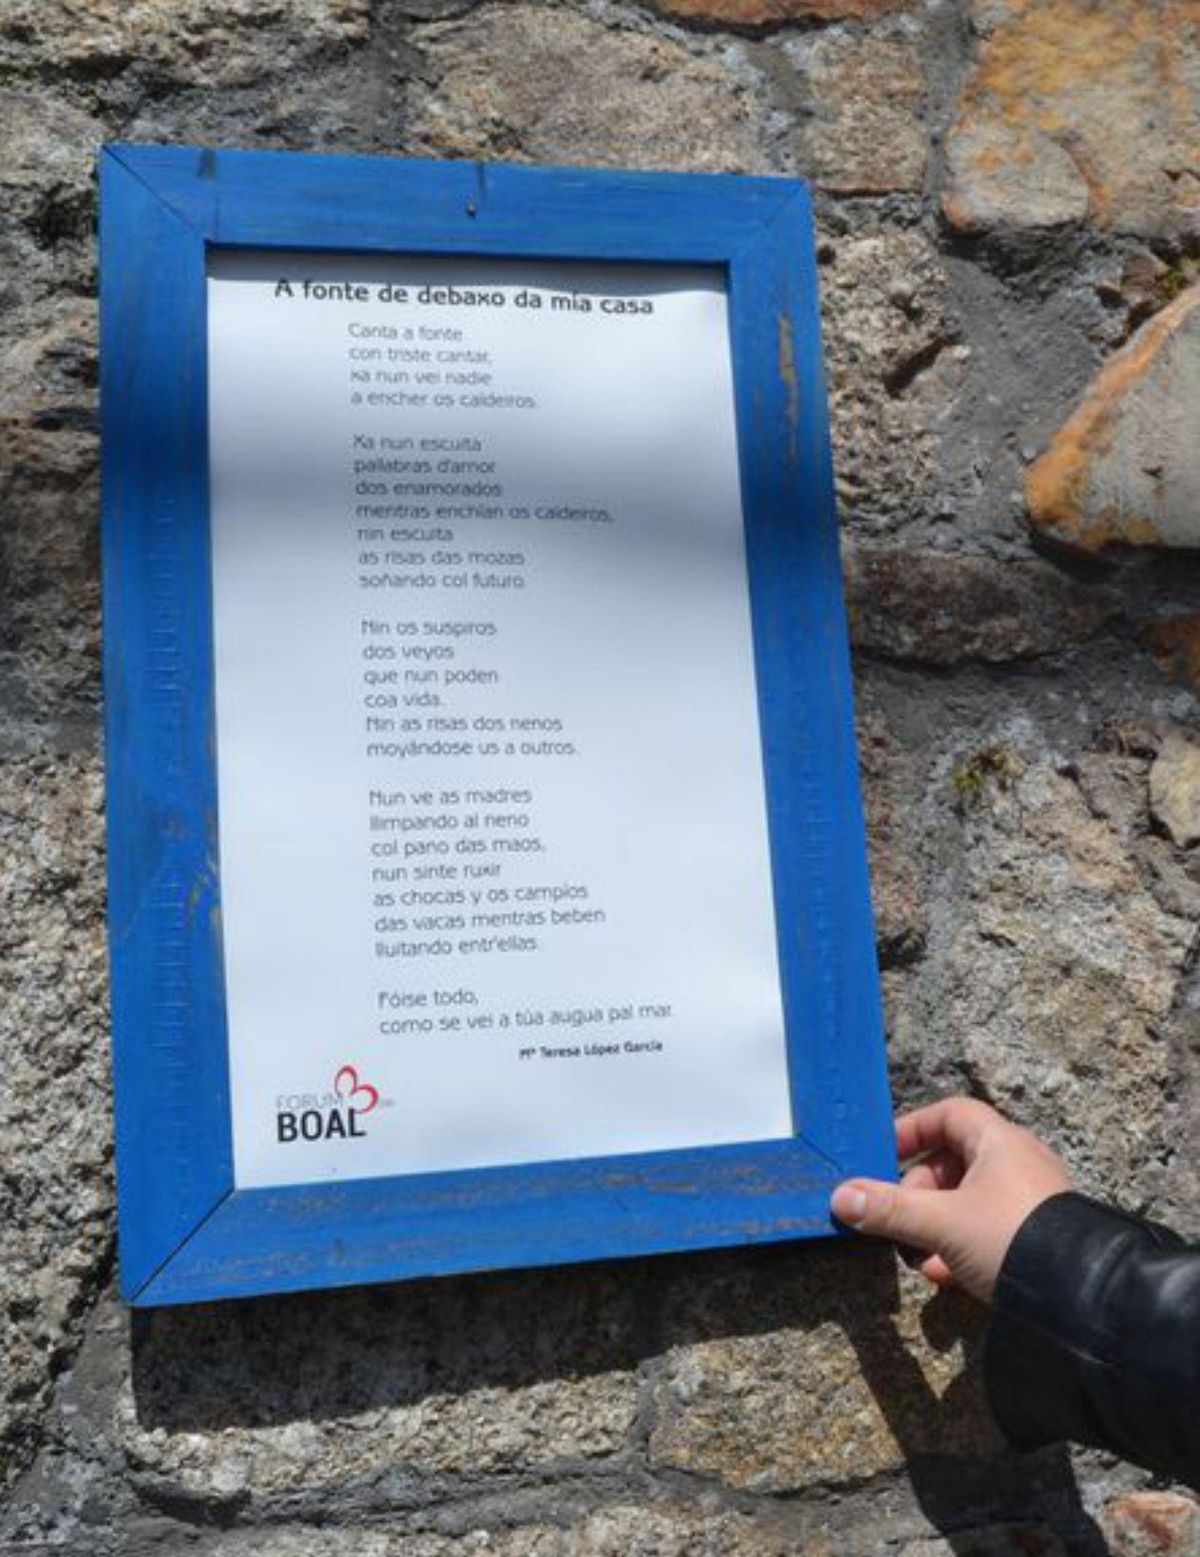 A fonte de debaxo da mía casa
Canta a fonte
con triste cantar,
xa nun vei nadie
a encher os caldeiros.
Xa nun escuita
pallabras d'amor
dos enamorados
mentras enchían os caldeiros,
nin escuita
as risas das mozas
soñando col futuro.
Nin os suspiros
dos veyos
que nun poden
coa vida.
Nin as risas dos nenos
moyándose us a outros.
Nun ve as madres
llimpando al neno
col pano das maos,
nun sinte ruxir
as chocas y os campíos
das vacas mentras beben
lluitando entr'ellas.
Fóise todo,
como se vei a túa augua pal mar.
Mª Teresa López García
FORUM
BOAL